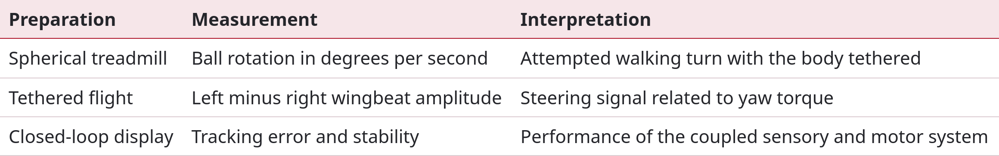 Preparation Measurement Interpretation
Spherical treadmill Ball rotation in degrees per second Attempted walking turn with the body tethered
Tethered flight Left minus right wingbeat amplitude Steering signal related to yaw torque
Closed-loop display Tracking error and stability Performance of the coupled sensory and motor system